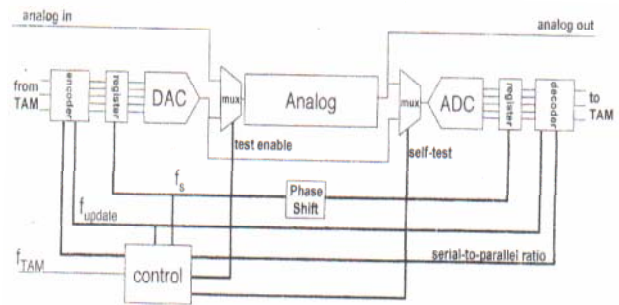 analog in
analog out
from
TAM
encoder
register
DAC
mux
Analog
mux
ADC
register
decoder
to
TAM
test enable
self-test
fs
Phase
Shift
fupdate
serial-to-parallel ratio
fTAM
control